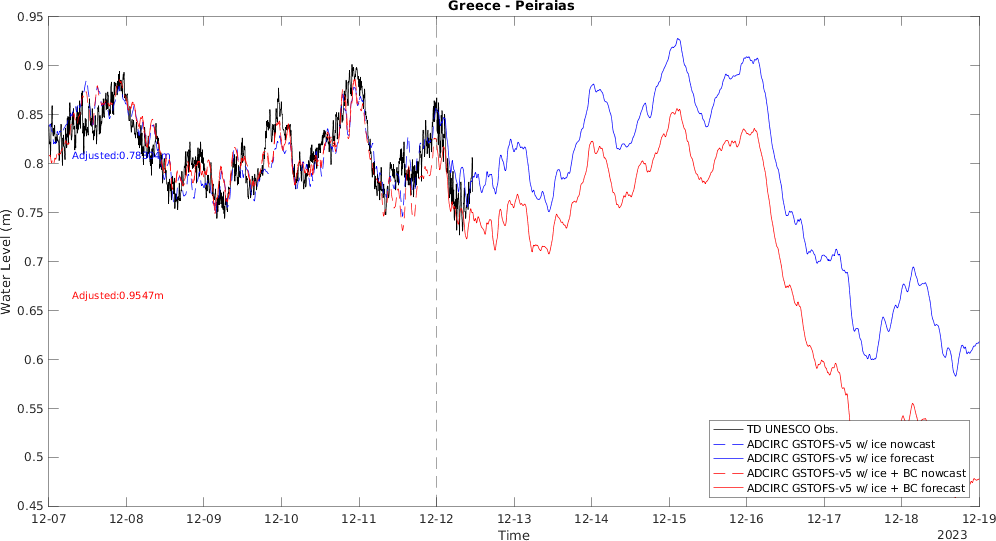 Greece - Peiraias
0.95
0.9
0.85
0.8
0.75
0.7
0.65
0.6
0.55
0.5
0.45
Water Level (m)
Adjusted:
Adjusted:0.9547m
TD UNESCO Obs.
ADCIRC GSTOFS-v5 w/ ice nowcast
ADCIRC GSTOFS-v5 w/ ice forecast
ADCIRC GSTOFS-v5 w/ ice + BC nowcast
ADCIRC GSTOFS-v5 w/ ice + BC forecast
12-07 12-08 12-09 12-10 12-11 12-12 12-13 12-14 12-15 12-16 12-17 12-18 12-19
Time
2023